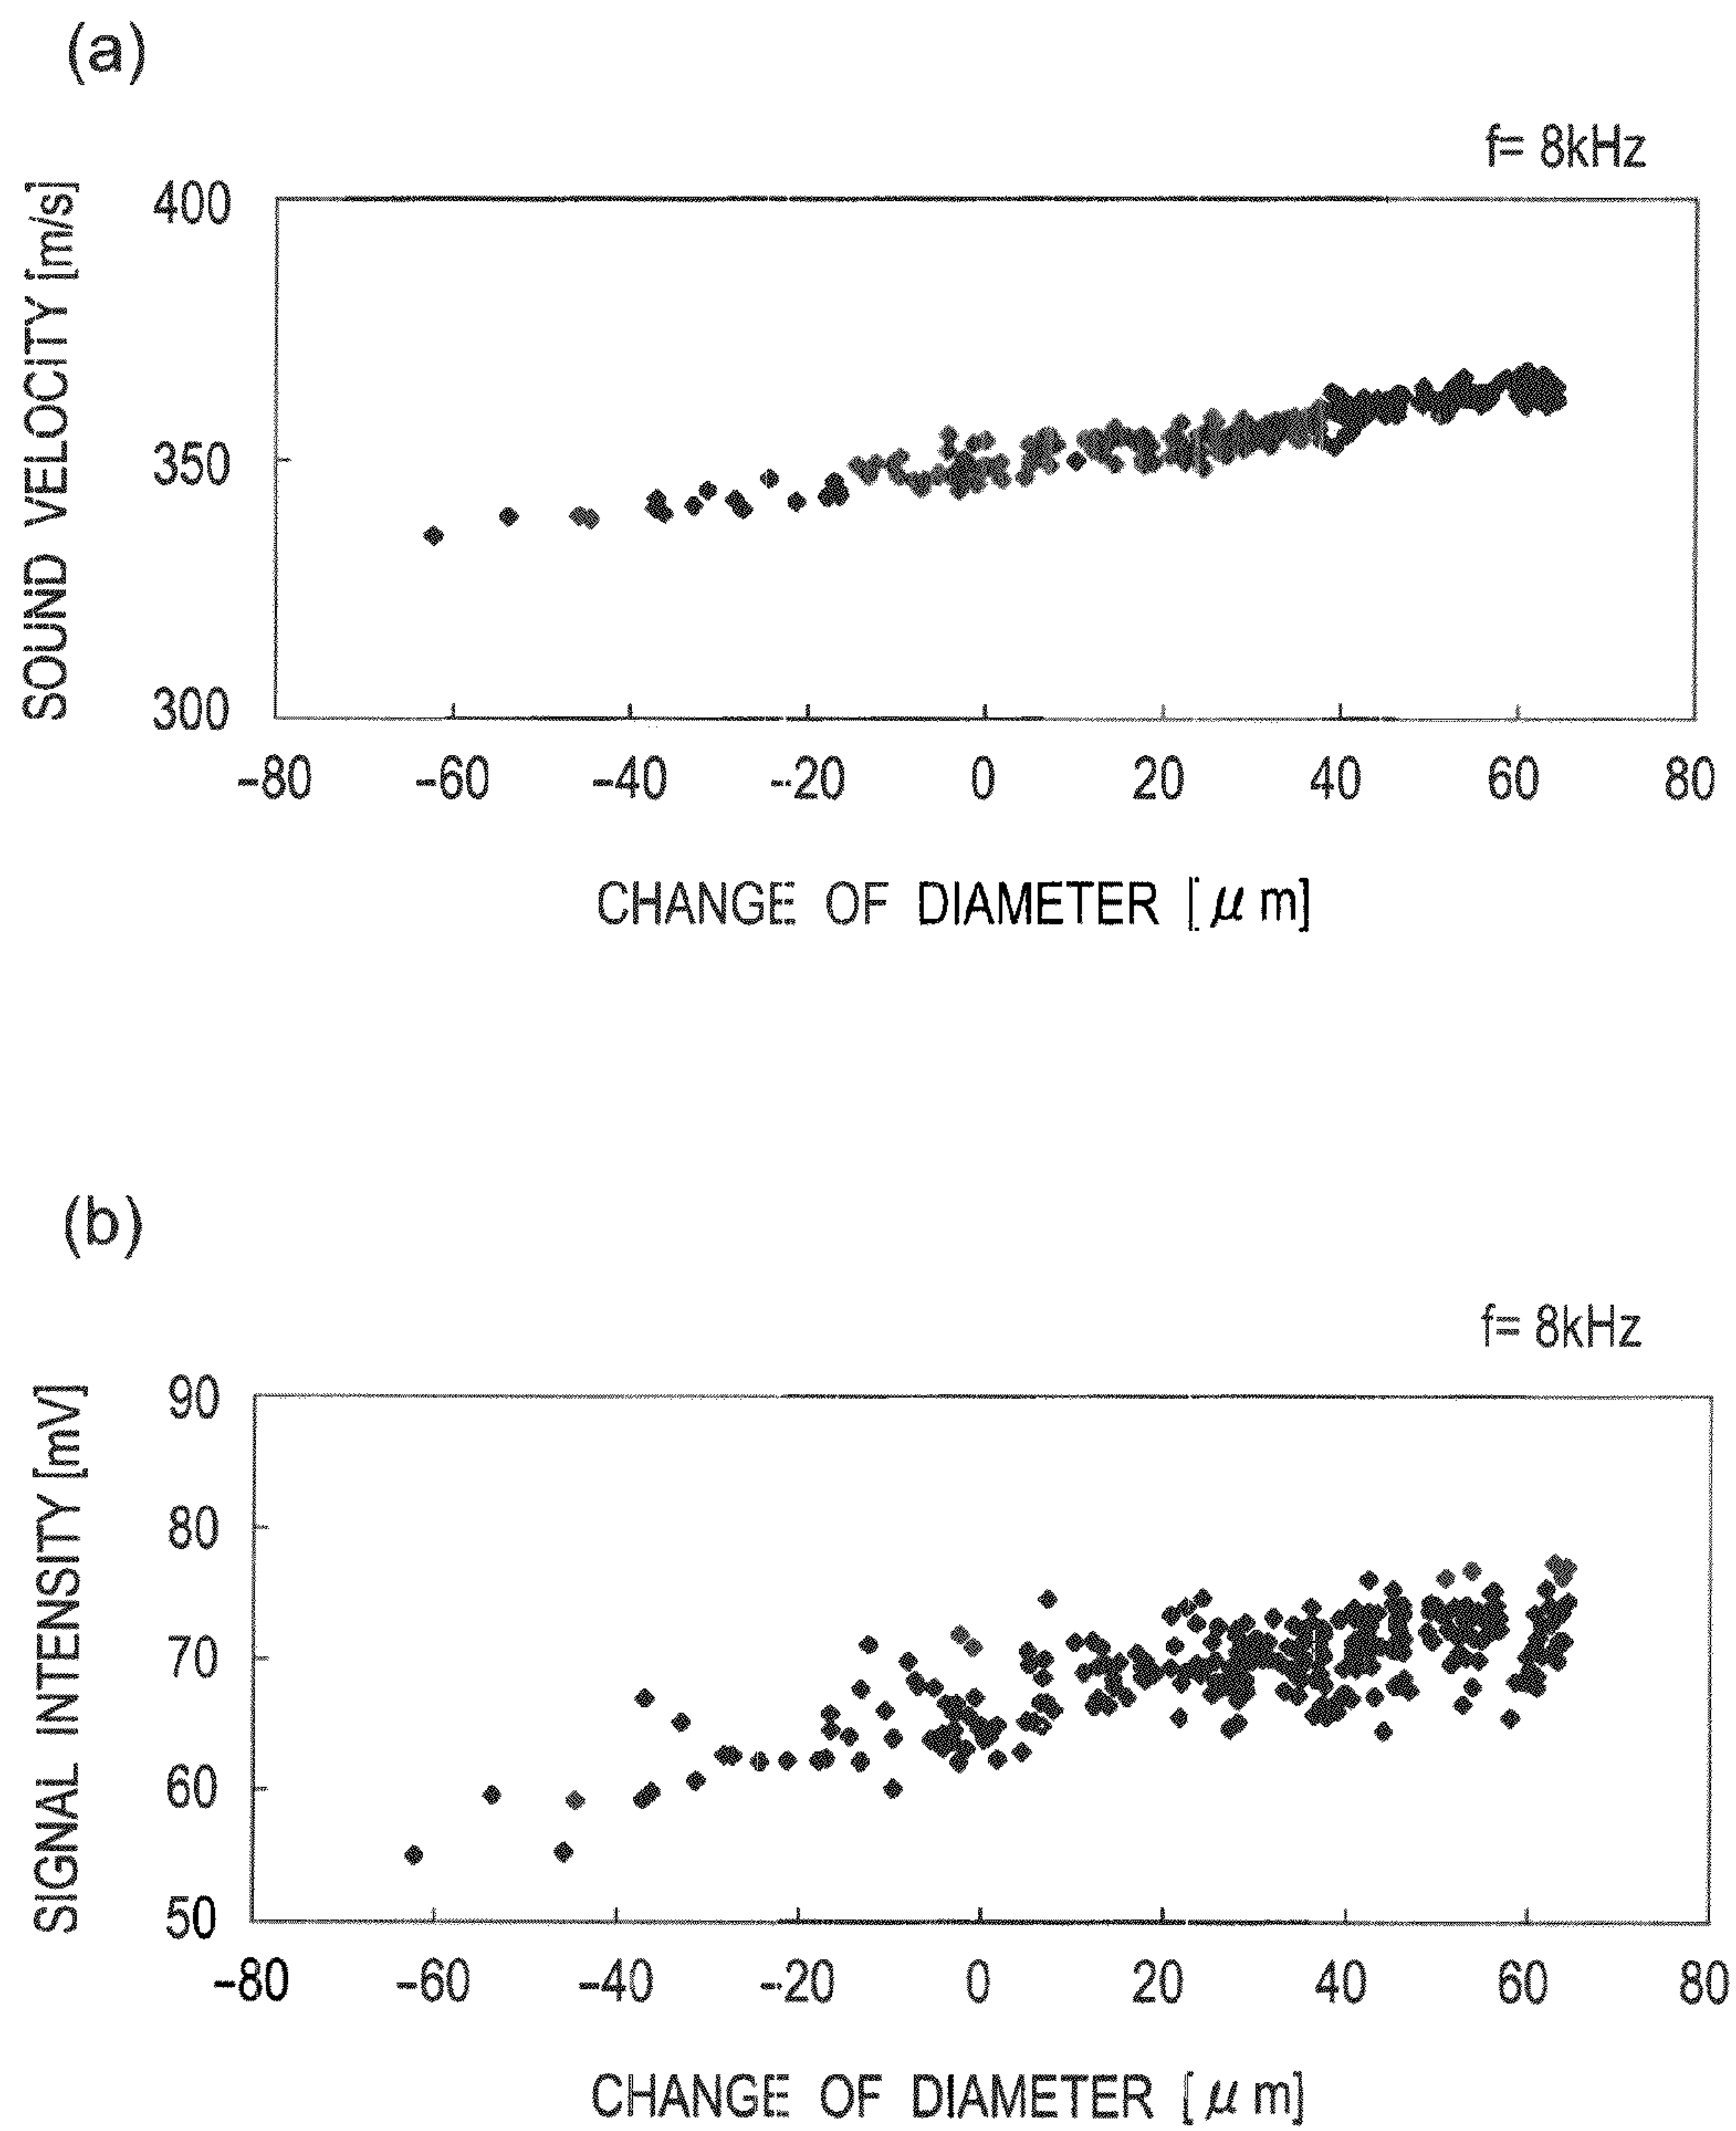 (a)
f= 8kHz
SOUND VELOCITY [m/s]
400
350
300
-80 -60 -40 -20 0 20 40 60 80
CHANGE OF DIAMETER [μm]
(b)
f= 8kHz
SIGNAL INTENSITY [mV]
90
80
70
60
50
-80 -60 -40 -20 0 20 40 60 80
CHANGE OF DIAMETER [μm]